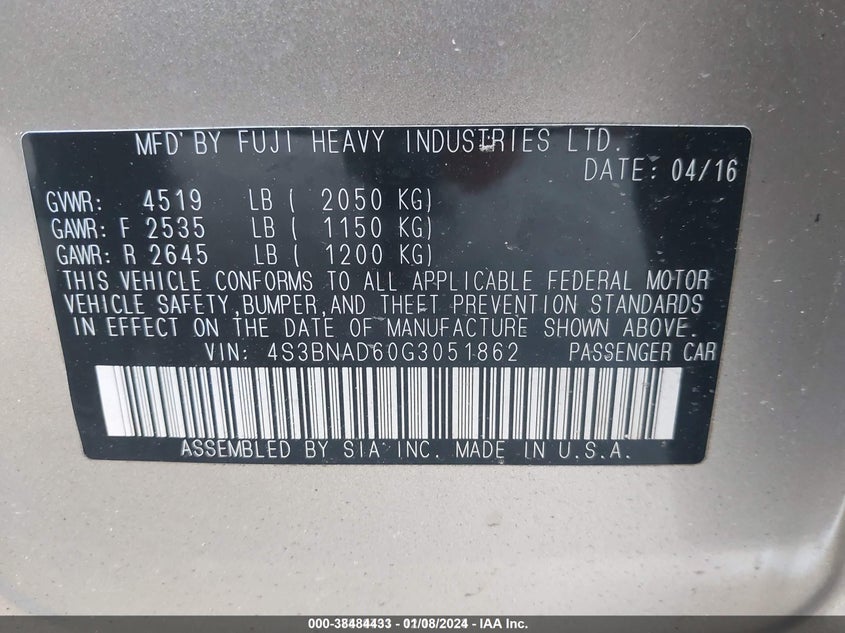 MFD' BY FUJI HEAVY INDUSTRIES LTD.
DATE: 04/16
GVWR: 4519 LB ( 2050 KG)
GAWR: F 2535 LB ( 1150 KG)
GAWR: R 2645 LB ( 1200 KG)
THIS VEHICLE CONFORMS TO ALL APPLICABLE FEDERAL MOTOR
VEHICLE SAFETY,BUMPER,AND THEFT PREVENTION STANDARDS
IN EFFECT ON THE DATE OF MANUFACTURE SHOWN ABOVE.
VIN: 4S3BNAD60G3051862 PASSENGER CAR
ASSEMBLED BY SIA INC. MADE IN U.S.A.
000-38484433 - 01/08/2024 - IAA Inc.